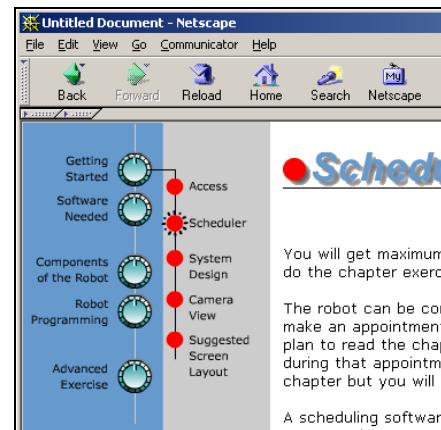 Untitled Document - Netscape
File Edit View Go Communicator Help
Back Forward Reload Home Search Netscape
Getting
Started
Software
Needed
Components
of the Robot
Robot
Programming
Advanced
Exercise
Access
Scheduler
System
Design
Camera
View
Suggested
Screen
Layout
Schedu
You will get maximum
do the chapter exerc
The robot can be co
make an appointment
plan to read the cha
during that appointm
chapter but you will
A scheduling softwar